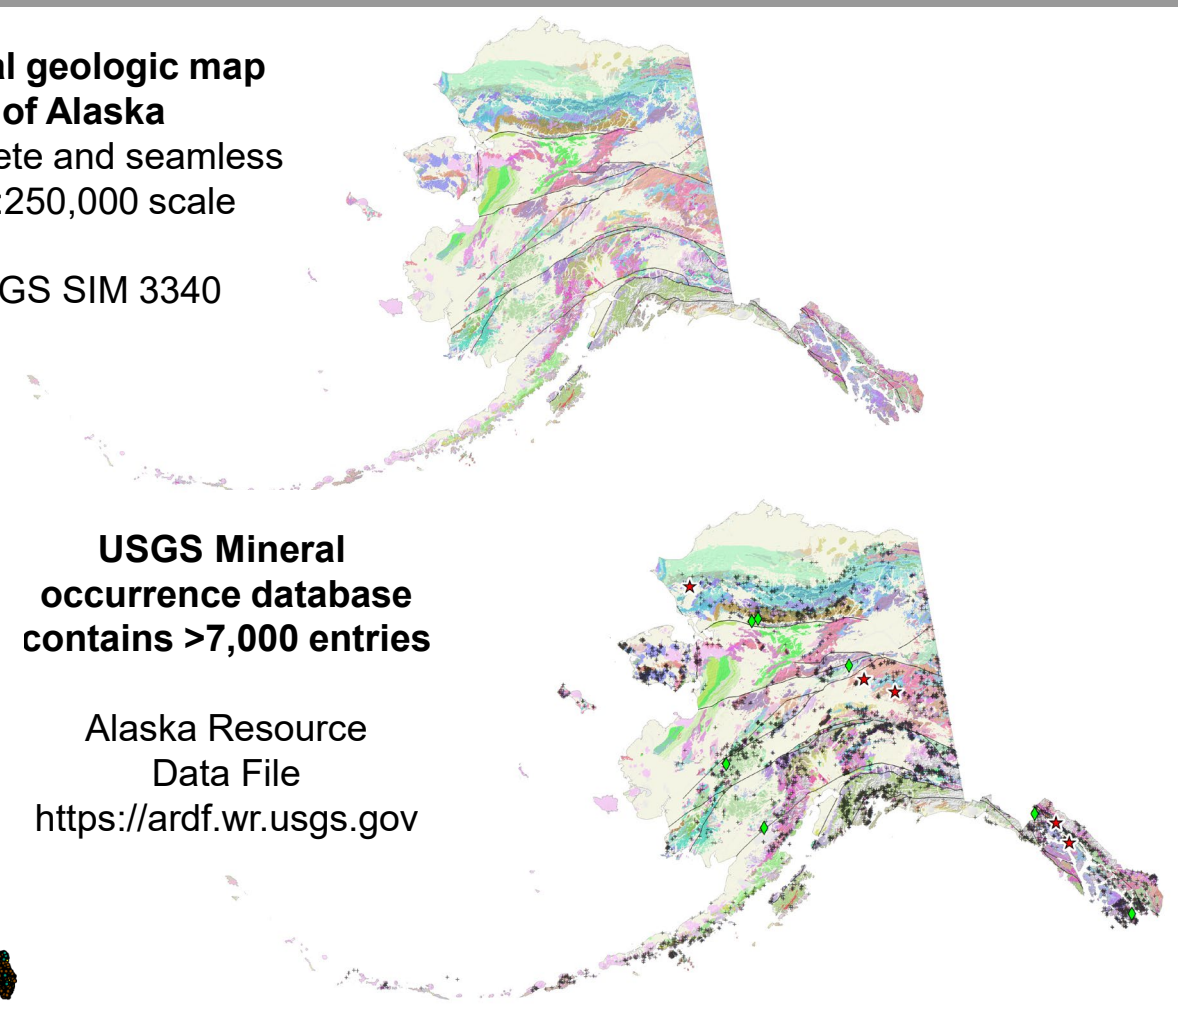 al geologic map
of Alaska
ete and seamless
:250,000 scale
GS SIM 3340
USGS Mineral
occurrence database
contains >7,000 entries
Alaska Resource
Data File
https://ardf.wr.usgs.gov